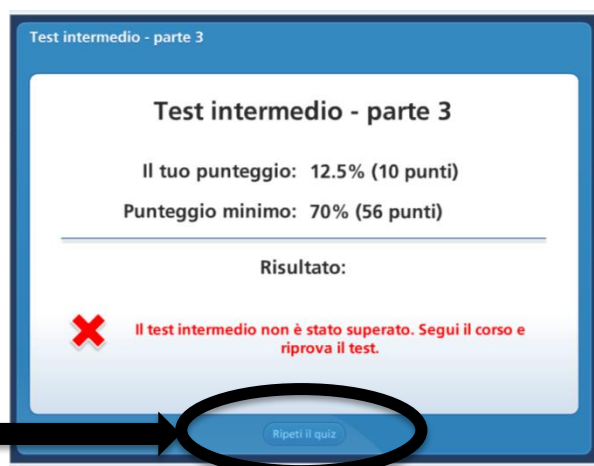 Test intermedio - parte 3
Test intermedio - parte 3
Il tuo punteggio: 12.5% (10 punti)
Punteggio minimo: 70% (56 punti)
Risultato:
Il test intermedio non è stato superato. Segui il corso e
riprova il test.
Ripeti il quiz